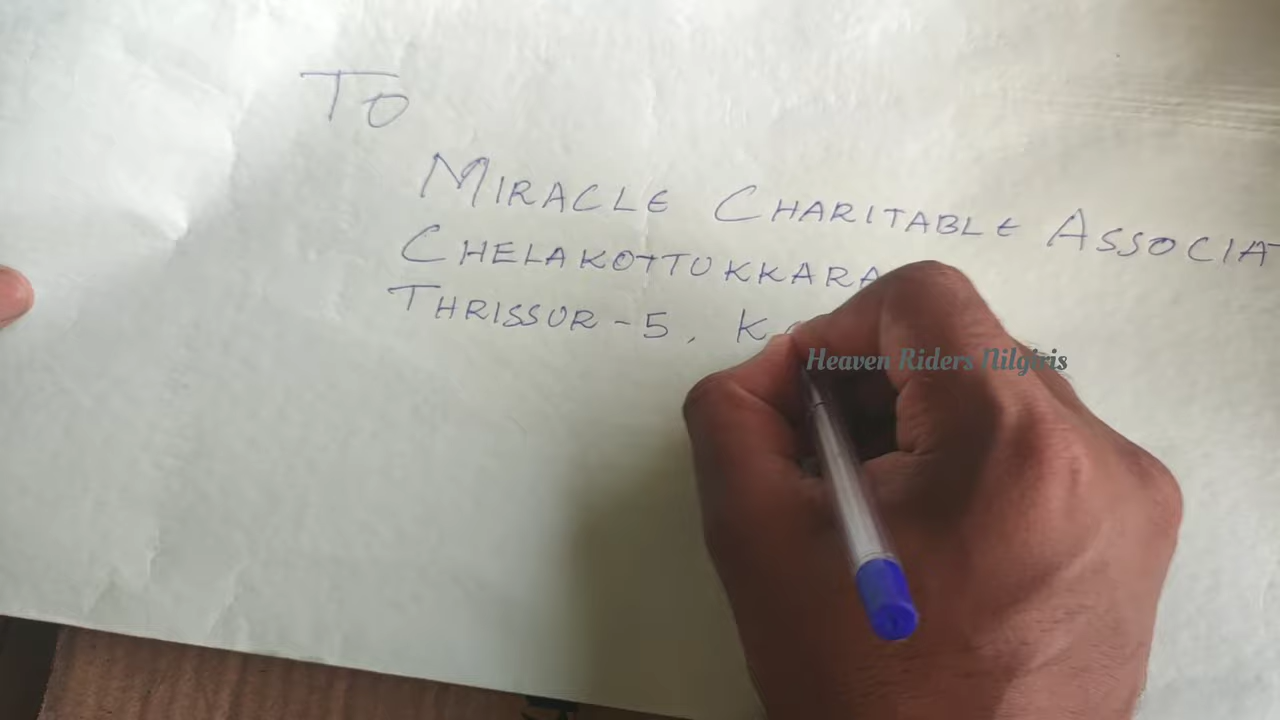 To
MIRACLE CHARITABLE ASSOCIAT
CHELAKOTTUKKARA
THRISSUR-5, K
Heaven Riders Nilgiris